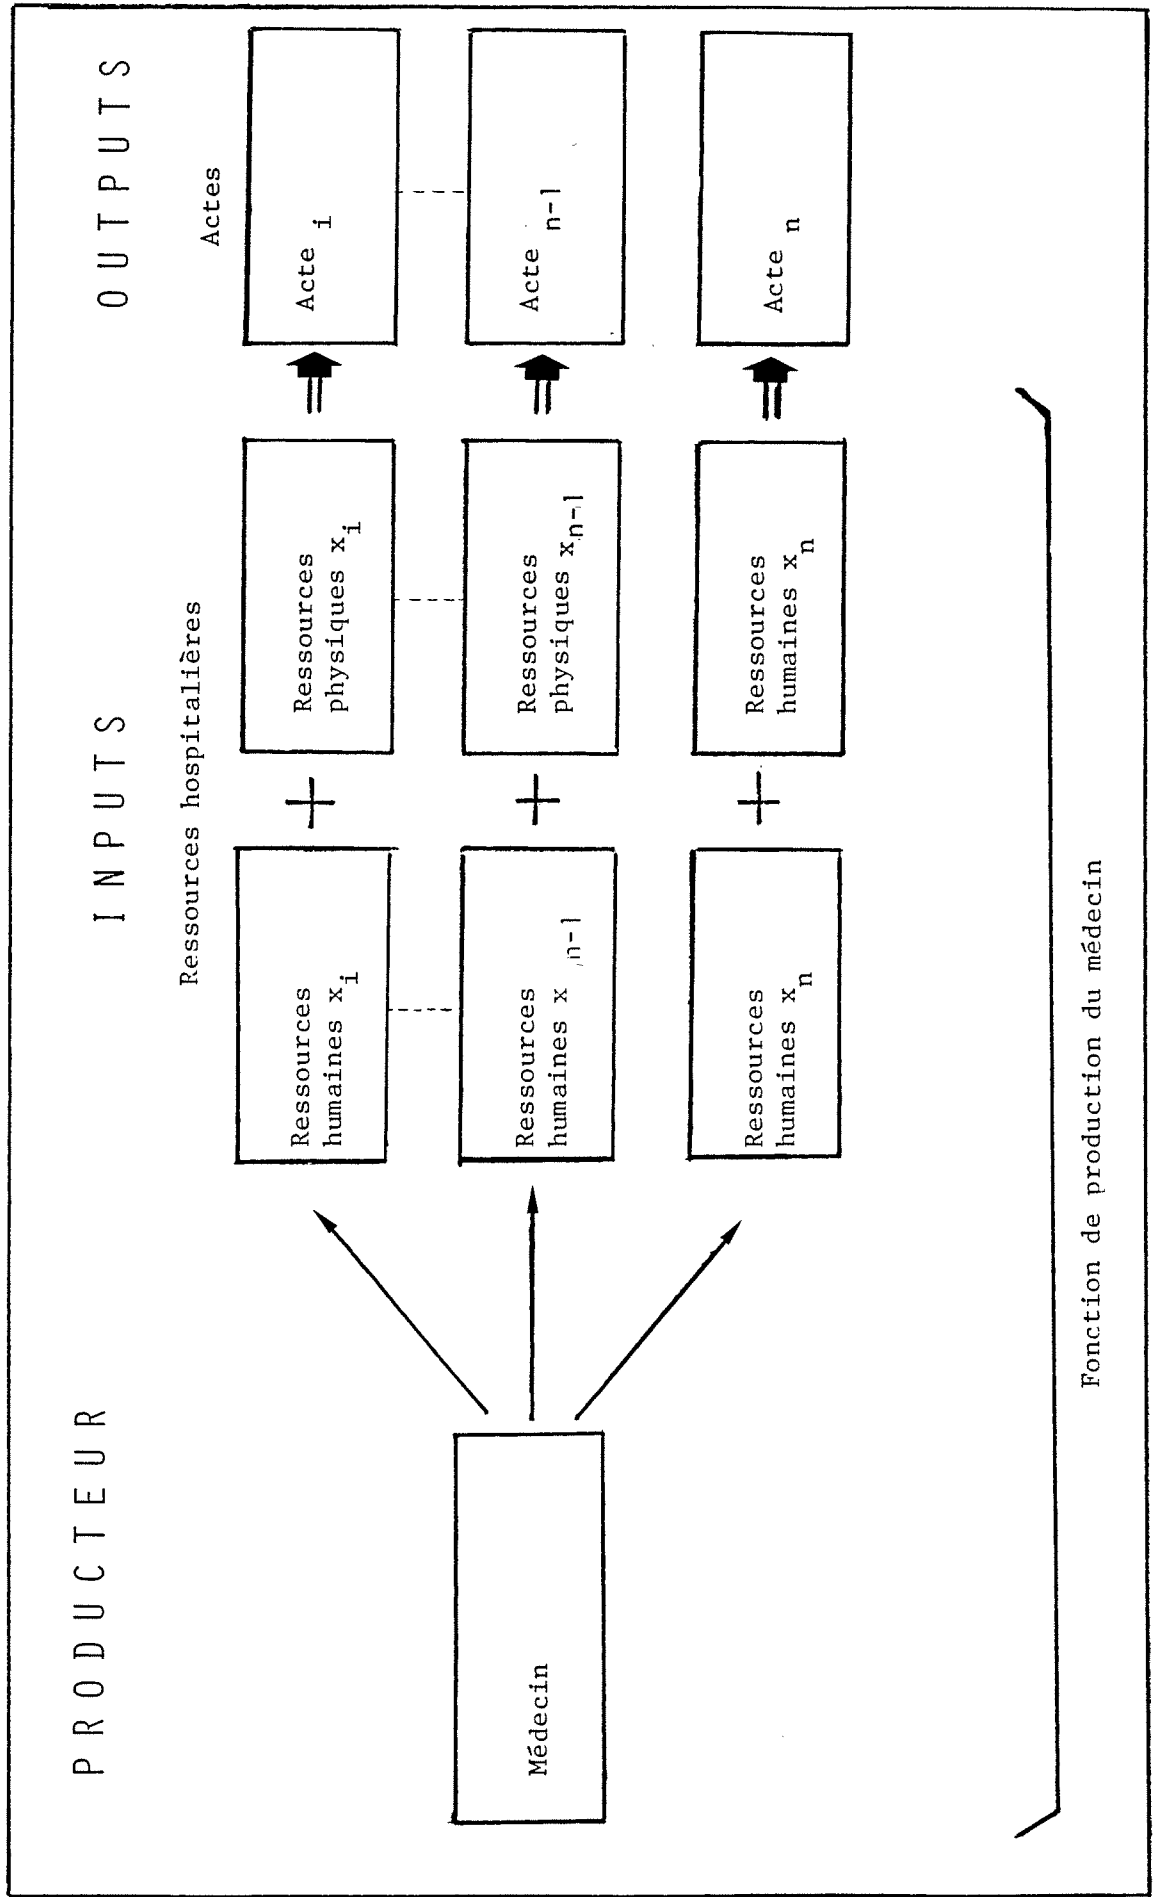 PRODUCTEUR
INPUTS
OUTPUTS
Ressources hospitalières
Actes
Médecin
Ressources
humaines x i
+
Ressources
physiques x i
Acte i
Ressources
humaines x n-1
+
Ressources
physiques x n-1
Acte n-1
Ressources
humaines x n
+
Ressources
humaines x n
Acte n
Fonction de production du médecin